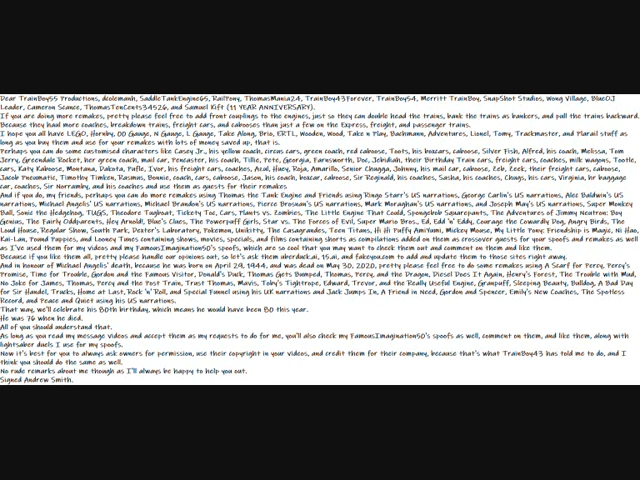 Dear TrainBoy55 Productions, dcolemanh, SaddleTankEngine65, RailPony, ThomasMania24, TrainBoy43Forever, TrainBoy54, Merritt TrainBoy, SnapShot Studios, Wong Village, BlueOJ
Leader, Cameron Scance, ThomasTenCents34526, and Samuel Kift (11 YEAR ANNIVERSARY).
If you are doing more remakes, pretty please feel free to add front couplings to the engines, just so they can double head the trains, bank the trains as bankers, and pull the trains backward.
Because they had more coaches, breakdown trains, freight cars, and cabooses than just a few on the Express, freight, and passenger trains.
I hope you all have LEGO, Hornby, OO Gauge, N Gauge, L Gauge, Take Along, Brio, ERTL, Wooden, Wood, Take n Play, Bachmann, Adventures, Lionel, Tomy, Trackmaster, and Plarail stuff as
long as you buy them and use for your remakes with lots of money saved up, that is.
Perhaps you can do some customised characters like Casey Jr., his yellow coach, circus cars, green coach, red caboose, Toots, his boxcars, caboose, Silver Fish, Alfred, his coach, Melissa, Tom
Jerry, Greendale Rocket, her green coach, mail car, Pencaster, his coach, Tillie, Pete, Georgia, Farnsworth, Doc, Jebidiah, their Birthday Train cars, freight cars, coaches, milk wagons, Tootle,
cars, Katy Kaboose, Montana, Dakota, Puffle, Ivor, his freight cars, coaches, Azul, Huey, Roja, Amarillo, Senior Chugga, Johnny, his mail car, caboose, Zeb, Zeek, their freight cars, caboose,
Jacob Pneumatic, Timothy Timken, Rasmus, Bonnie, coach, cars, caboose, Jason, his coach, boxcar, caboose, Sir Reginald, his coaches, Sasha, his coaches, Chugs, his cars, Virginia, hr baggage
car, coaches, Sir Norramby, and his coaches and use them as guests for their remakes
And if you do, my friends, perhaps you can do more remakes using Thomas the Tank Engine and Friends using Ringo Starr's US narrations, George Carlin's US narrations, Alec Baldwin's US
narrations, Michael Angelis' US narrations, Michael Brandon's US narrations, Pierce Brosnan's US narrations, Mark Moraghan's US narrations, and Joseph May's US narrations, Super Monkey
Ball, Sonic the Hedgehog, TUGS, Theodore Tugboat, Tickety Toc, Cars, Plants vs. Zombies, The Little Engine That Could, Spongebob Squarepants, The Adventures of Jimmy Neutron: Boy
Genius, The Fairly Oddparents, Hey Arnold!, Blue's Clues, The Powerpuff Girls, Star vs. The Forces of Evil, Super Mario Bros., Ed, Edd 'n' Eddy, Courage the Cowardly Dog, Angry Birds, The
Loud House, Regular Show, South Park, Dexter's Laboratory, Pokemon, Unikitty, The Casagrandes, Teen Titans, Hi Hi Puffy AmiYumi, Mickey Mouse, My Little Pony: Friendship is Magic, Ni Hao,
Kai-Lan, Pound Puppies, and Looney Tunes containing shows, movies, specials, and films containing shorts as compilations added on them as crossover guests for your spoofs and remakes as well
as I've used them for my videos and my FamousImagination50's spoofs, which are so cool that you may want to check them out and comment on them and like them.
Because if you like them all, pretty please handle our opinions out, so let's ask them aberduck.ai, 15.ai, and fakeyou.com to add and update them to those sites right away.
And in honour of Michael Angelis' death, because he was born on April 28, 1944, and was dead on May 30, 2020, pretty please feel free to do some remakes using A Scarf for Percy, Percy's
Promise, Time for Trouble, Gordon and the Famous Visitor, Donald's Duck, Thomas Gets Bumped, Thomas, Percy, and the Dragon, Diesel Does It Again, Henry's Forest, The Trouble with Mud,
No Joke for James, Thomas, Percy and the Post Train, Trust Thomas, Mavis, Toby's Tightrope, Edward, Trevor, and the Really Useful Engine, Granpuff, Sleeping Beauty, Bulldog, A Bad Day
for Sir Handel, Trucks, Home at Last, Rock 'n' Roll, and Special Funnel using his UK narrations and Jack Jumps In, A Friend in Need, Gordon and Spencer, Emily's New Coaches, The Spotless
Record, and Peace and Quiet using his US narrations.
That way, we'll celebrate his 80th birthday, which means he would have been 80 this year.
He was 76 when he died.
All of you should understand that.
As long as you read my message videos and accept them as my requests to do for me, you'll also check my FamousImagination50's spoofs as well, comment on them, and like them, along with
lightsaber duels I use for my spoofs.
Now it's best for you to always ask owners for permission, use their copyright in your videos, and credit them for their company, because that's what TrainBoy43 has told me to do, and I
think you should do the same as well.
No rude remarks about me though as I'll always be happy to help you out.
Signed Andrew Smith.